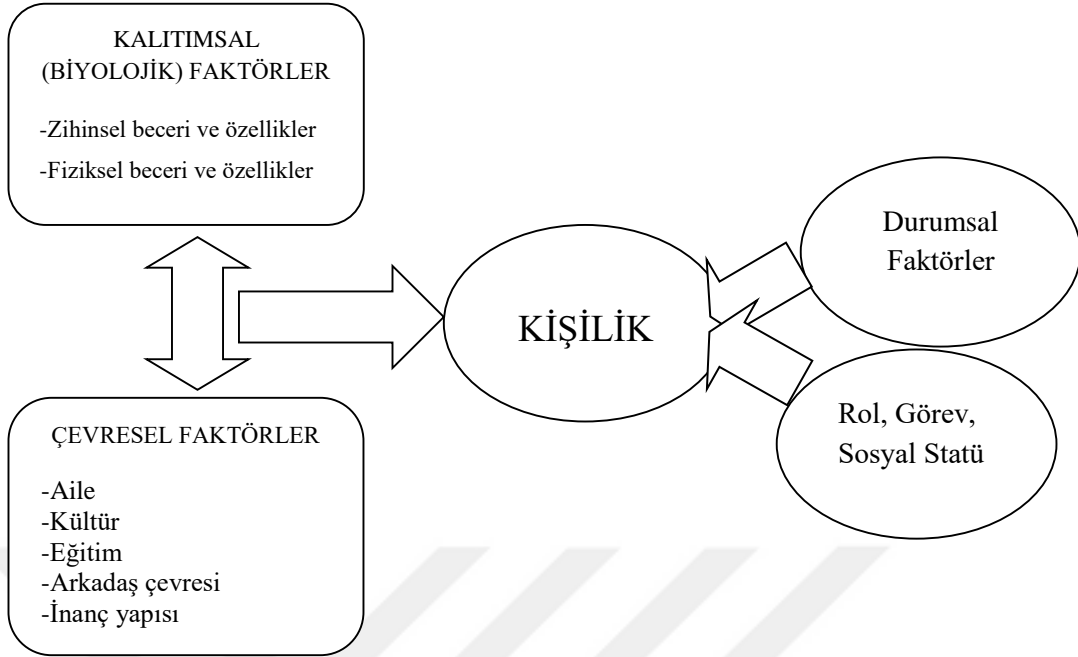 KALITIMSAL
(BİYOLOJİK) FAKTÖRLER
-Zihinsel beceri ve özellikler
-Fiziksel beceri ve özellikler
Durumsal
Faktörler
KİŞİLİK
ÇEVRESEL FAKTÖRLER
-Aile
-Kültür
-Eğitim
-Arkadaş çevresi
-İnanç yapısı
Rol, Görev,
Sosyal Statü